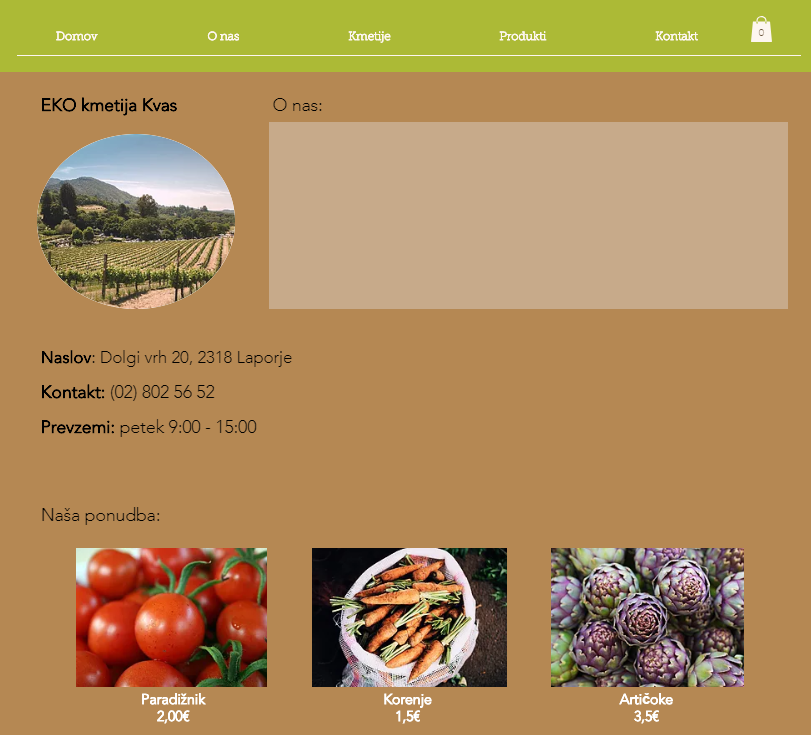 Domov
O nas
Kmetije
Produkti
Kontakt
0
EKO kmetija Kvas
O nas:
Naslov: Dolgi vrh 20, 2318 Laporje
Kontakt: (02) 802 56 52
Prevzemi: petek 9:00 - 15:00
Naša ponudba:
Paradižnik
2,00€
Korenje
1,5€
Artičoke
3,5€